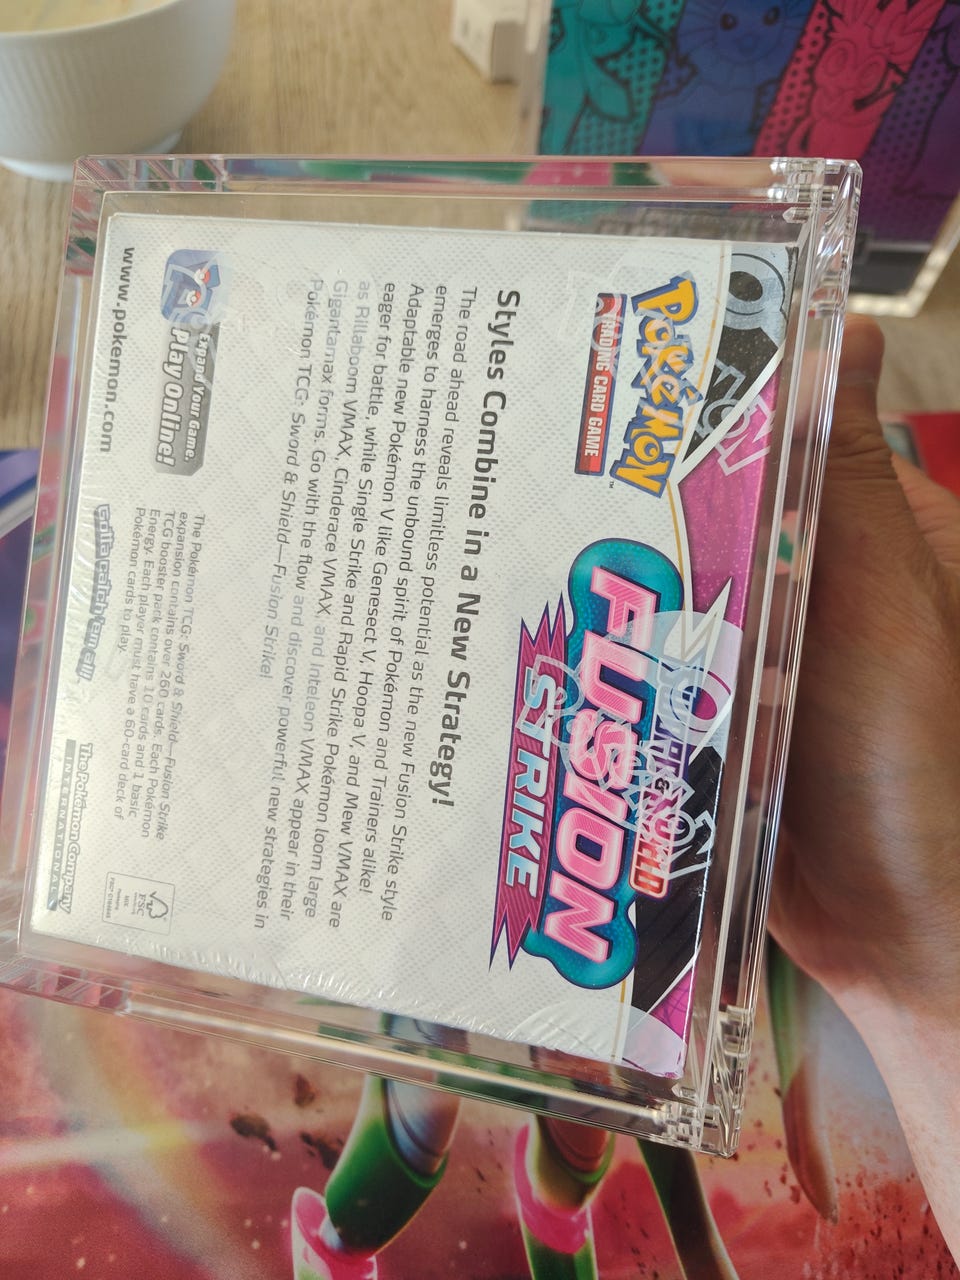 Pokémon
TRADING CARD GAME
SWORD & SHIELD
FUSION
STRIKE
Styles Combine in a New Strategy!
The road ahead reveals limitless potential as the new Fusion Strike style
emerges to harness the unbound spirit of Pokémon and Trainers alike!
Adaptable new Pokémon V like Genesect V, Hoopa V, and Mew VMAX are
eager for battle, while Single Strike and Rapid Strike Pokémon loom large
as Rillaboom VMAX, Cinderace VMAX, and Inteleon VMAX appear in their
Gigantamax forms. Go with the flow and discover powerful new strategies in
Pokémon TCG: Sword & Shield—Fusion Strike!
Expand Your Game.
Play Online!
www.pokemon.com
The Pokémon TCG: Sword & Shield—Fusion Strike
expansion contains over 260 cards. Each Pokémon
TCG booster pack contains 10 cards and 1 basic
Energy. Each player must have a 60-card deck of
Pokémon cards to play.
Gotta catch 'em all!
The Pokémon Company
INTERNATIONAL
FSC
MIX